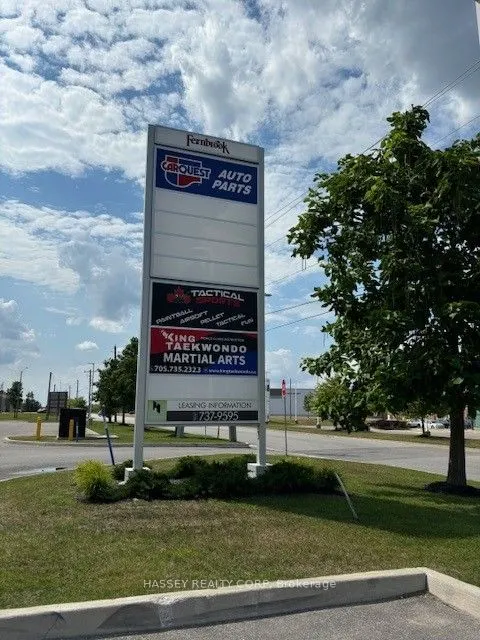 Fernbrook
CARQUEST AUTO
PARTS
TACTICAL
SPORTS
PAINTBALL AIRSOFT PELLET TACTICAL FUN
KING
TAEKWONDO
MARTIAL ARTS
705.735.2323
LEASING INFORMATION
737-9595
HASSEY REALTY CORP, Brokerage